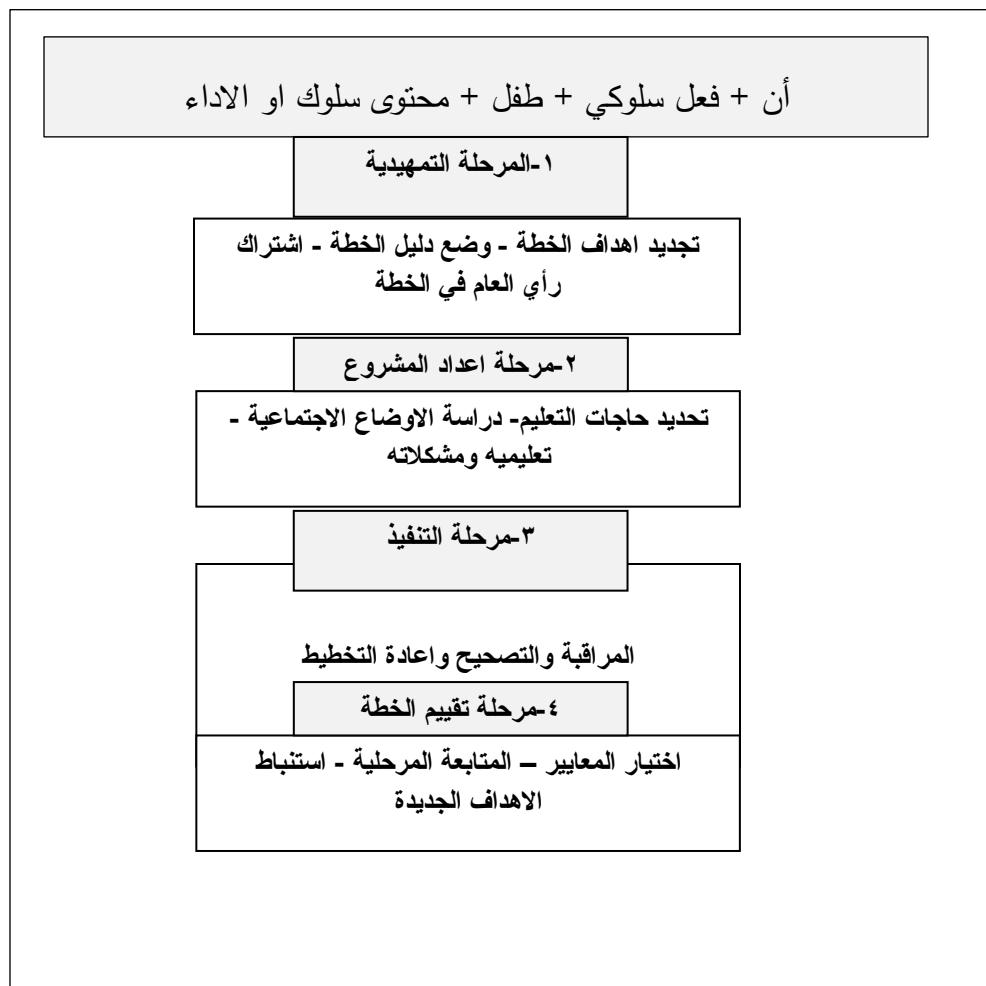 أن + فعل سلوكي + طفل + محتوى سلوك او الاداء
١-المرحلة التمهيدية
تجديد اهداف الخطة - وضع دليل الخطة - اشتراك
رأي العام في الخطة
٢-مرحلة اعداد المشروع
تحديد حاجات التعليم- دراسة الاوضاع الاجتماعية -
تعليميه ومشكلاته
٣-مرحلة التنفيذ
المراقبة والتصحيح واعادة التخطيط
٤-مرحلة تقييم الخطة
اختيار المعايير – المتابعة المرحلية - استنباط
الاهداف الجديدة